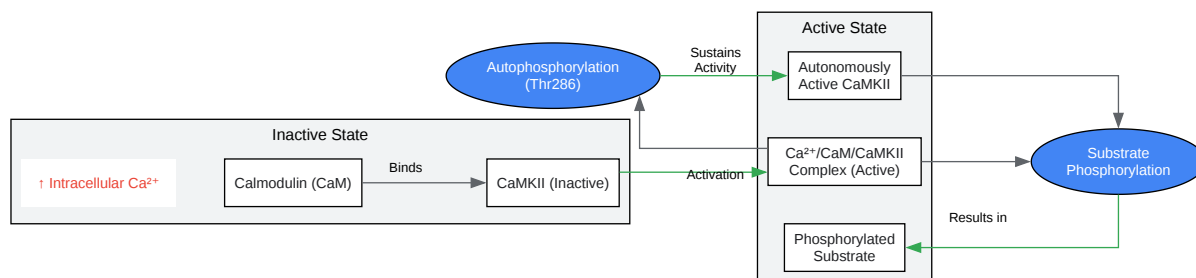 Active State
Sustains
Activity
Autophosphorylation
(Thr286)
Autonomously
Active CaMKII
Inactive State
↑ Intracellular Ca²⁺
Calmodulin (CaM)
Binds
CaMKII (Inactive)
Activation
Ca²⁺/CaM/CaMKII
Complex (Active)
Substrate
Phosphorylation
Results in
Phosphorylated
Substrate